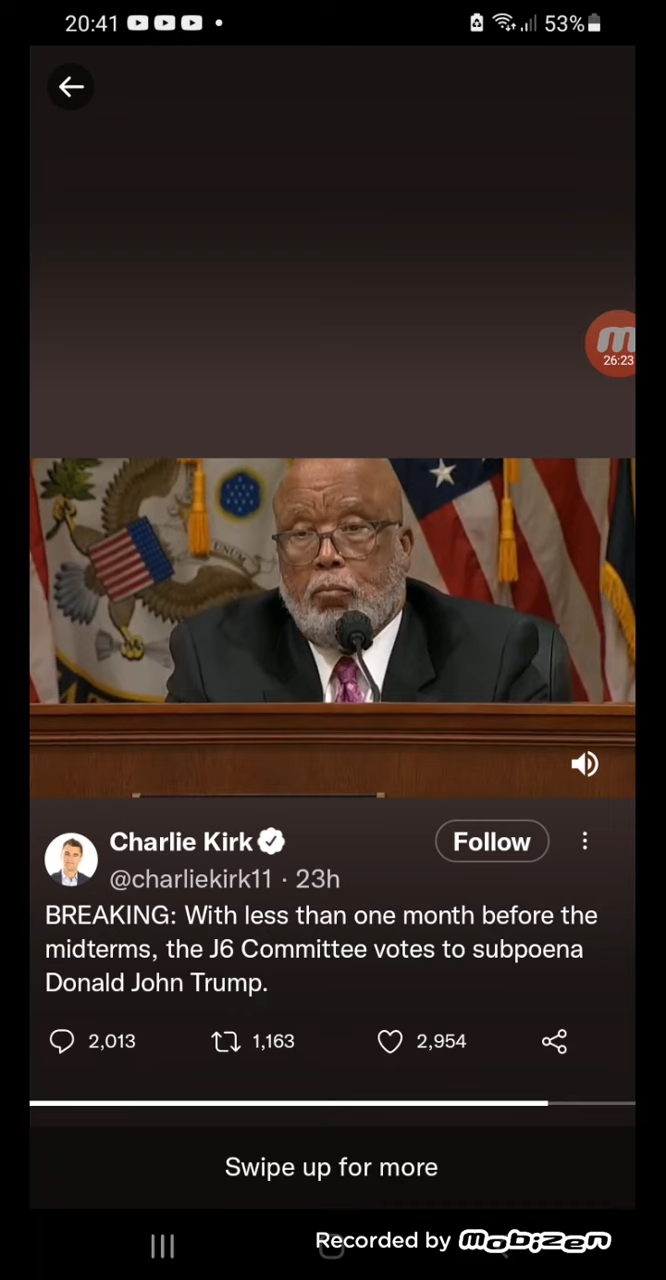 20:41
53%
26:23
UNUM
Charlie Kirk
Follow
@charliekirk11 · 23h
BREAKING: With less than one month before the
midterms, the J6 Committee votes to subpoena
Donald John Trump.
2,013
1,163
2,954
Swipe up for more
Recorded by mobizen